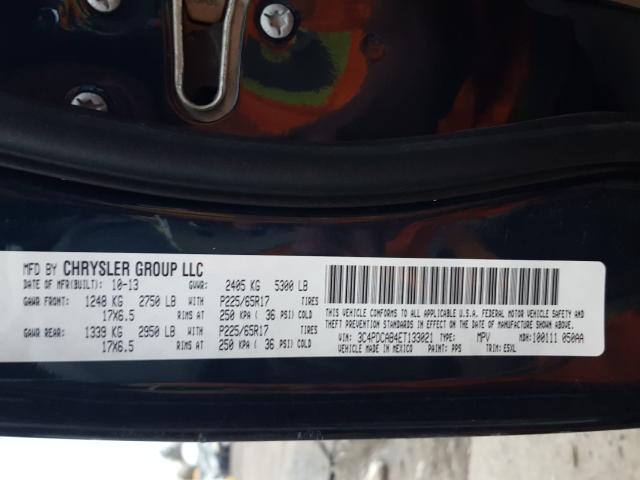 MFD BY CHRYSLER GROUP LLC
DATE OF MFR(BUILT): 10-13 GVWR: 2405 KG 5300 LB
GAWR FRONT: 1248 KG 2750 LB WITH P225/65R17 TIRES
17X6.5 RIMS AT 250 KPA ( 36 PSI) COLD
GAWR REAR: 1339 KG 2950 LB WITH P225/65R17 TIRES
17X6.5 RIMS AT 250 KPA ( 36 PSI) COLD
THIS VEHICLE CONFORMS TO ALL APPLICABLE U.S.A. FEDERAL MOTOR VEHICLE SAFETY AND
THEFT PREVENTION STANDARDS IN EFFECT ON THE DATE OF MANUFACTURE SHOWN ABOVE.
VIN: 3C4PDCAB4ET133021 TYPE: MPV MDH: 100111 050AA
VEHICLE MADE IN MEXICO PAINT: PPS TRIM: E5XL